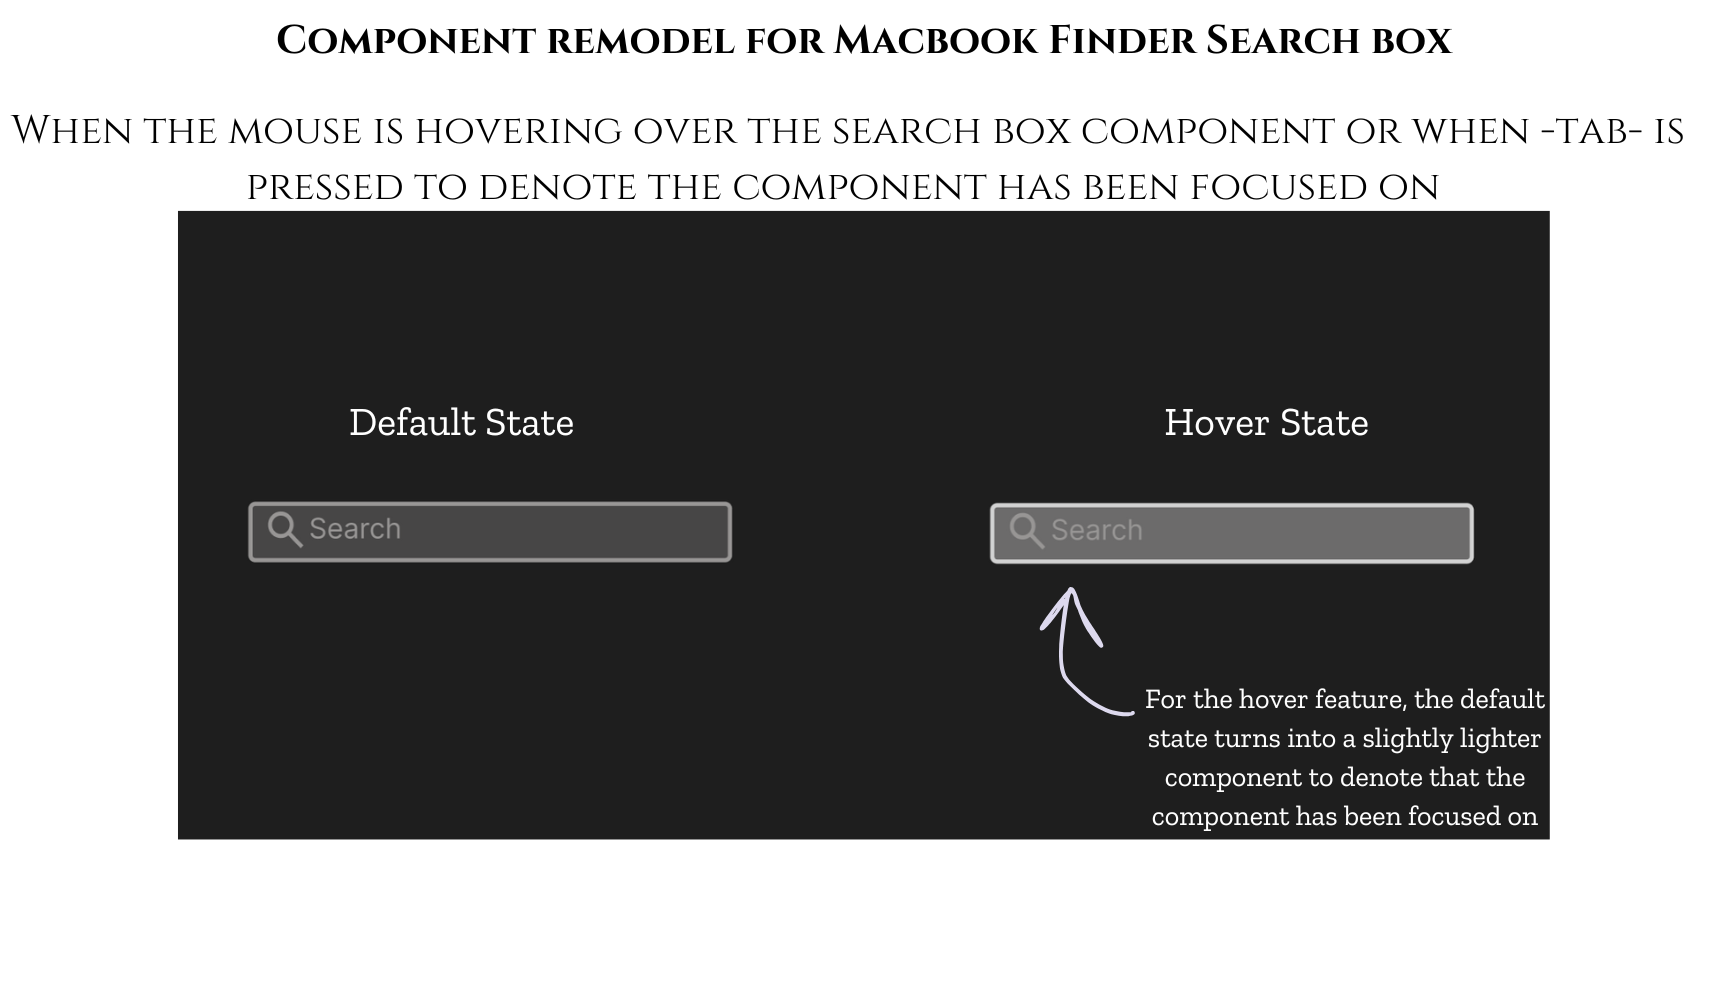 Component remodel for Macbook Finder Search box
When the mouse is hovering over the search box component or when -tab- is
pressed to denote the component has been focused on
Default State
Hover State
Search
Search
For the hover feature, the default
state turns into a slightly lighter
component to denote that the
component has been focused on